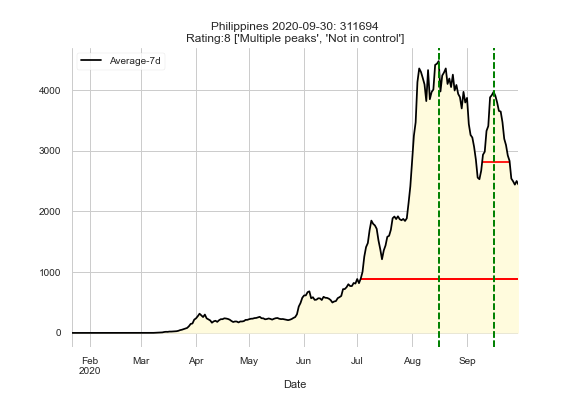 Philippines 2020-09-30: 311694
Rating:8 ['Multiple peaks', 'Not in control']
Average-7d
4000
3000
2000
1000
0
Feb Mar Apr May Jun Jul Aug Sep
2020
Date